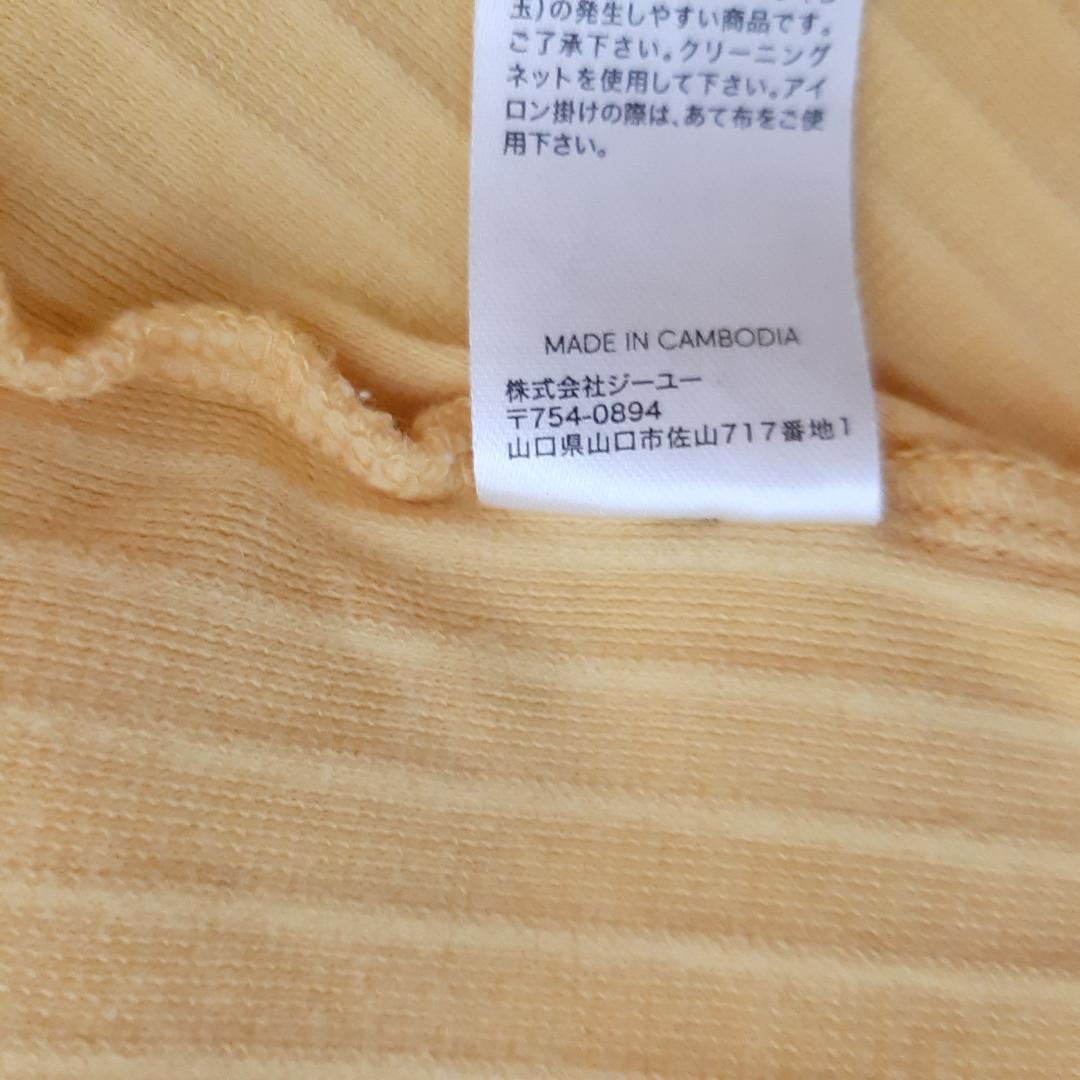 玉)の発生しやすい商品です。
ご了承下さい。クリーニング
ネットを使用して下さい。アイ
ロン掛けの際は、あて布をご使
用下さい。
MADE IN CAMBODIA
株式会社ジーユー
〒754-0894
山口県山口市佐山717番地1